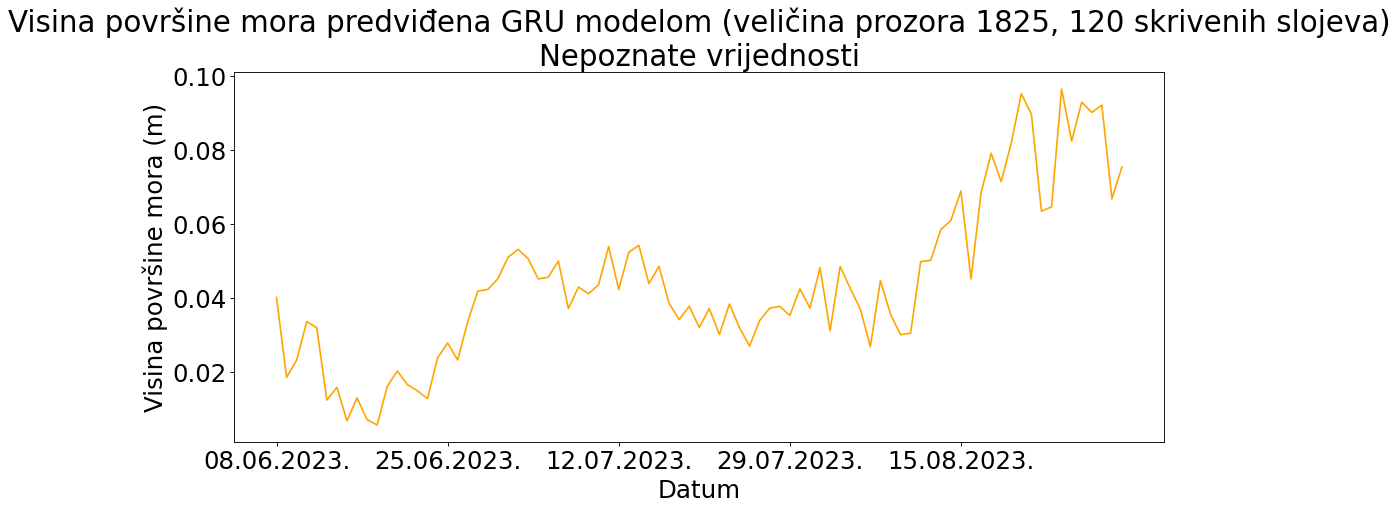 Visina površine mora predviđena GRU modelom (veličina prozora 1825, 120 skrivenih slojeva)
Nepoznate vrijednosti
Visina površine mora (m)
0.10
0.08
0.06
0.04
0.02
08.06.2023. 25.06.2023. 12.07.2023. 29.07.2023. 15.08.2023.
Datum